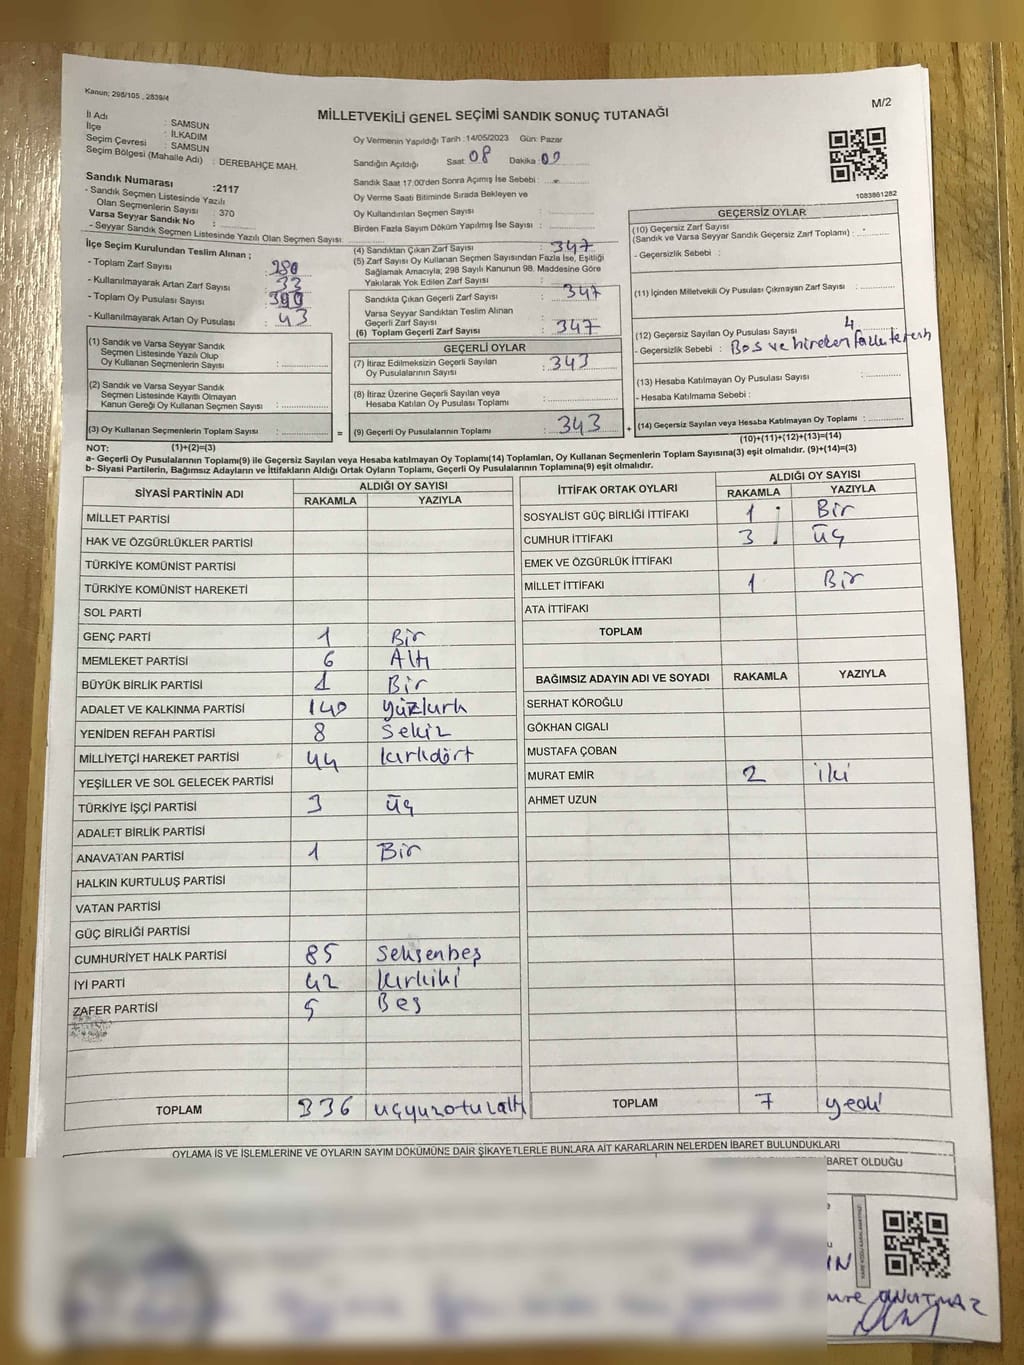 Kanun; 298/105 , 2839/4
M/2
MİLLETVEKİLİ GENEL SEÇİMİ SANDIK SONUÇ TUTANAĞI
İl Adı : SAMSUN
İlçe : İLKADIM
Seçim Çevresi : SAMSUN
Seçim Bölgesi (Mahalle Adı) : DEREBAHÇE MAH.
Sandık Numarası :2117
- Sandık Seçmen Listesinde Yazılı
Olan Seçmenlerin Sayısı : 370
Varsa Seyyar Sandık No :
- Seyyar Sandık Seçmen Listesinde Yazılı Olan Seçmen Sayısı:
İlçe Seçim Kurulundan Teslim Alınan ;
- Toplam Zarf Sayısı : 380
- Kullanılmayarak Artan Zarf Sayısı : 33
- Toplam Oy Pusulası Sayısı : 390
- Kullanılmayarak Artan Oy Pusulası : 43
(1) Sandık ve Varsa Seyyar Sandık
Seçmen Listesinde Yazılı Olup
Oy Kullanan Seçmen Sayısı :
(2) Sandık ve Varsa Seyyar Sandık
Seçmen Listesinde Kayıtlı Olmayan
Kanun Gereği Oy Kullanan Seçmen Sayısı :
(3) Oy Kullanan Seçmenlerin Toplam Sayısı :
Oy Vermenin Yapıldığı Tarih :14/05/2023 Gün: Pazar
Sandığın Açıldığı Saat: 08 Dakika: 00
Sandık Saat 17:00'den Sonra Açılmış İse Sebebi :
Oy Verme Saati Bitiminde Sırada Bekleyen ve
Oy Kullandırılan Seçmen Sayısı :
Birden Fazla Sayım Döküm Yapılmış İse Sayısı :
(4) Sandıktan Çıkan Zarf Sayısı : 347
(5) Zarf Sayısı Oy Kullanan Seçmen Sayısından Fazla İse, Eşitliği
Sağlamak Amacıyla; 298 Sayılı Kanunun 98. Maddesine Göre
Yakılarak Yok Edilen Zarf Sayısı :
Sandıkta Çıkan Geçerli Zarf Sayısı : 347
Varsa Seyyar Sandıktan Teslim Alınan
Geçerli Zarf Sayısı :
(6) Toplam Geçerli Zarf Sayısı : 347
GEÇERLİ OYLAR
(7) İtiraz Edilmeksizin Geçerli Sayılan
Oy Pusulalarının Sayısı : 343
(8) İtiraz Üzerine Geçerli Sayılan veya
Hesaba Katılan Oy Pusulası Toplamı :
= (9) Geçerli Oy Pusulalarının Toplamı : 343 +
1083861282
GEÇERSİZ OYLAR
(10) Geçersiz Zarf Sayısı
(Sandık ve Varsa Seyyar Sandık Geçersiz Zarf Toplamı) :
- Geçersizlik Sebebi :
(11) İçinden Milletvekili Oy Pusulası Çıkmayan Zarf Sayısı :
(12) Geçersiz Sayılan Oy Pusulası Sayısı : 4
- Geçersizlik Sebebi : Boş ve birden fazla tercih
(13) Hesaba Katılmayan Oy Pusulası Sayısı :
- Hesaba Katılmama Sebebi :
(14) Geçersiz Sayılan veya Hesaba Katılmayan Oy Toplamı :
NOT: (1)+(2)=(3) (10)+(11)+(12)+(13)=(14)
a- Geçerli Oy Pusulalarının Toplamı(9) ile Geçersiz Sayılan veya Hesaba katılmayan Oy Toplamı(14) Toplamları, Oy Kullanan Seçmenlerin Toplam Sayısına(3) eşit olmalıdır. (9)+(14)=(3)
b- Siyasi Partilerin, Bağımsız Adayların ve İttifakların Aldığı Ortak Oyların Toplamı, Geçerli Oy Pusulalarının Toplamına(9) eşit olmalıdır.
SİYASİ PARTİNİN ADI ALDIĞI OY SAYISI
RAKAMLA YAZIYLA
MİLLET PARTİSİ
HAK VE ÖZGÜRLÜKLER PARTİSİ
TÜRKİYE KOMÜNİST PARTİSİ
TÜRKİYE KOMÜNİST HAREKETİ
SOL PARTİ
GENÇ PARTİ 1 Bir
MEMLEKET PARTİSİ 6 Altı
BÜYÜK BİRLİK PARTİSİ 1 Bir
ADALET VE KALKINMA PARTİSİ 140 yüzkırk
YENİDEN REFAH PARTİSİ 8 Sekiz
MİLLİYETÇİ HAREKET PARTİSİ 44 kırkdört
YEŞİLLER VE SOL GELECEK PARTİSİ
TÜRKİYE İŞÇİ PARTİSİ 3 üç
ADALET BİRLİK PARTİSİ
ANAVATAN PARTİSİ 1 Bir
HALKIN KURTULUŞ PARTİSİ
VATAN PARTİSİ
GÜÇ BİRLİĞİ PARTİSİ
CUMHURİYET HALK PARTİSİ 85 Seksenbeş
İYİ PARTİ 42 kırkiki
ZAFER PARTİSİ 5 Beş
TOPLAM 336 üçyüzotuzaltı
İTTİFAK ORTAK OYLARI ALDIĞI OY SAYISI
RAKAMLA YAZIYLA
SOSYALİST GÜÇ BİRLİĞİ İTTİFAKI 1 Bir
CUMHUR İTTİFAKI 3 üç
EMEK VE ÖZGÜRLÜK İTTİFAKI
MİLLET İTTİFAKI 1 Bir
ATA İTTİFAKI
TOPLAM
BAĞIMSIZ ADAYIN ADI VE SOYADI RAKAMLA YAZIYLA
SERHAT KÖROĞLU
GÖKHAN CIGALI
MUSTAFA ÇOBAN
MURAT EMİR 2 iki
AHMET UZUN
TOPLAM 7 yedi
OYLAMA İŞ VE İŞLEMLERİNE VE OYLARIN SAYIM DÖKÜMÜNE DAİR ŞİKAYETLERLE BUNLARA AİT KARARLARIN NELERDEN İBARET BULUNDUKLARI
BARET OLDUĞU
UNUTMAZ